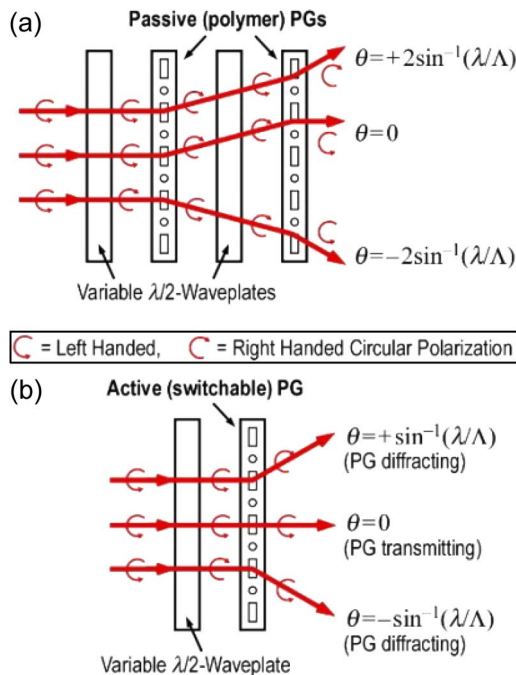 (a)
Passive (polymer) PGs
θ=+2sin⁻¹(λ/Λ)
θ=0
θ=−2sin⁻¹(λ/Λ)
Variable λ/2-Waveplates
= Left Handed, = Right Handed Circular Polarization
(b)
Active (switchable) PG
θ=+sin⁻¹(λ/Λ)
(PG diffracting)
θ=0
(PG transmitting)
θ=−sin⁻¹(λ/Λ)
(PG diffracting)
Variable λ/2-Waveplate